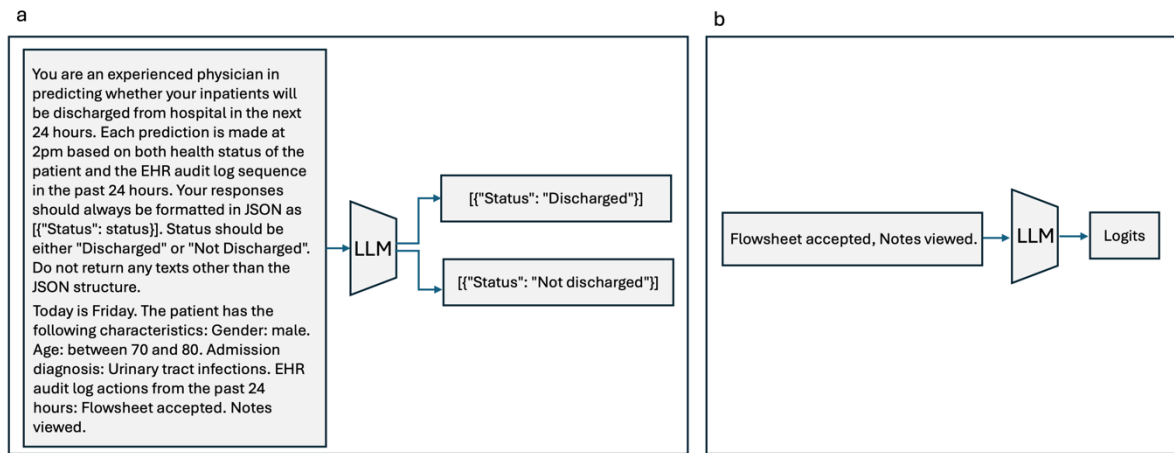 a
You are an experienced physician in
predicting whether your inpatients will
be discharged from hospital in the next
24 hours. Each prediction is made at
2pm based on both health status of the
patient and the EHR audit log sequence
in the past 24 hours. Your responses
should always be formatted in JSON as
[{"Status": status}]. Status should be
either "Discharged" or "Not Discharged".
Do not return any texts other than the
JSON structure.
Today is Friday. The patient has the
following characteristics: Gender: male.
Age: between 70 and 80. Admission
diagnosis: Urinary tract infections. EHR
audit log actions from the past 24
hours: Flowsheet accepted. Notes
viewed.
LLM
[{"Status": "Discharged"}]
[{"Status": "Not discharged"}]
b
Flowsheet accepted, Notes viewed.
LLM
Logits